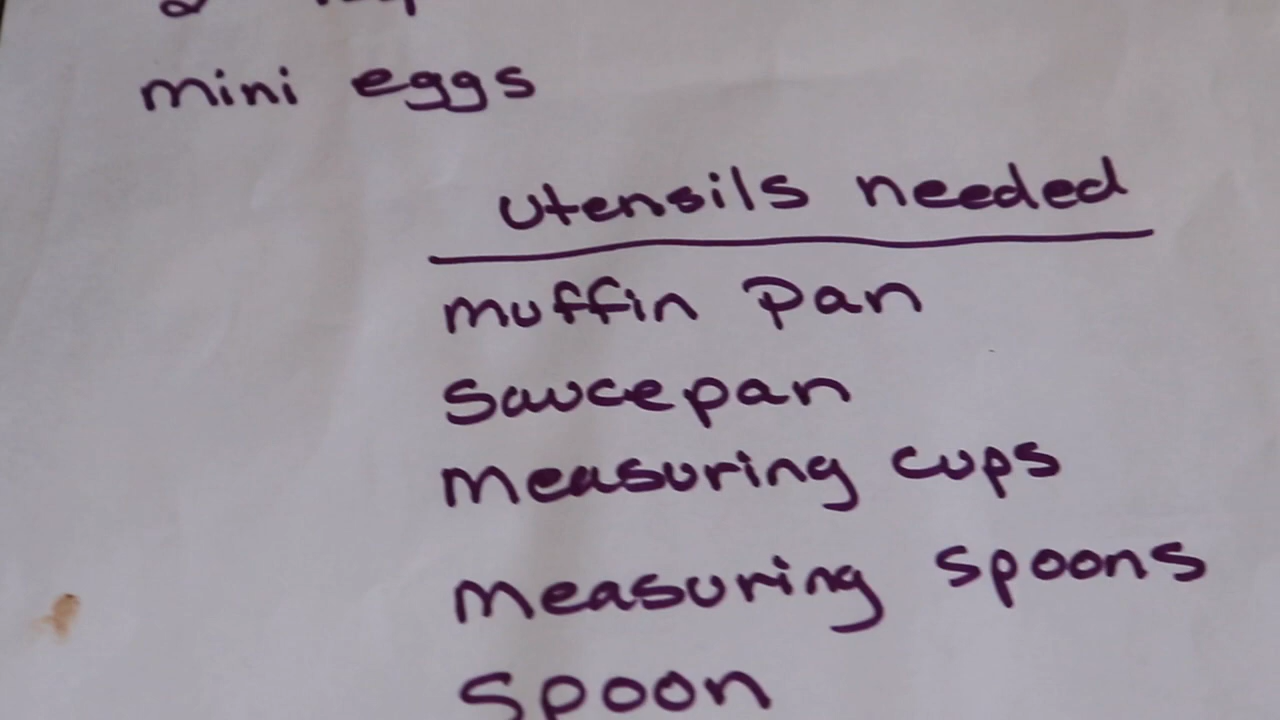 mini eggs
utensils needed
muffin pan
saucepan
measuring cups
measuring spoons
spoon